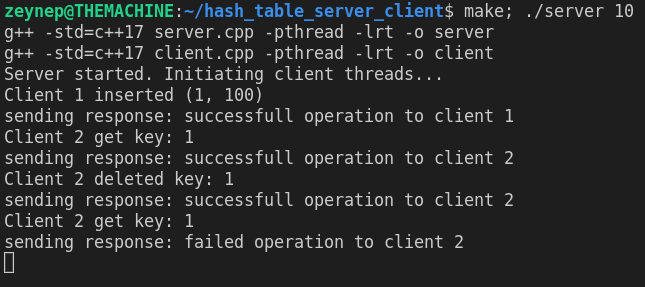 zeynep@THEMACHINE:~/hash_table_server_client$ make; ./server 10
g++ -std=c++17 server.cpp -pthread -lrt -o server
g++ -std=c++17 client.cpp -pthread -lrt -o client
Server started. Initiating client threads...
Client 1 inserted (1, 100)
sending response: successfull operation to client 1
Client 2 get key: 1
sending response: successfull operation to client 2
Client 2 deleted key: 1
sending response: successfull operation to client 2
Client 2 get key: 1
sending response: failed operation to client 2